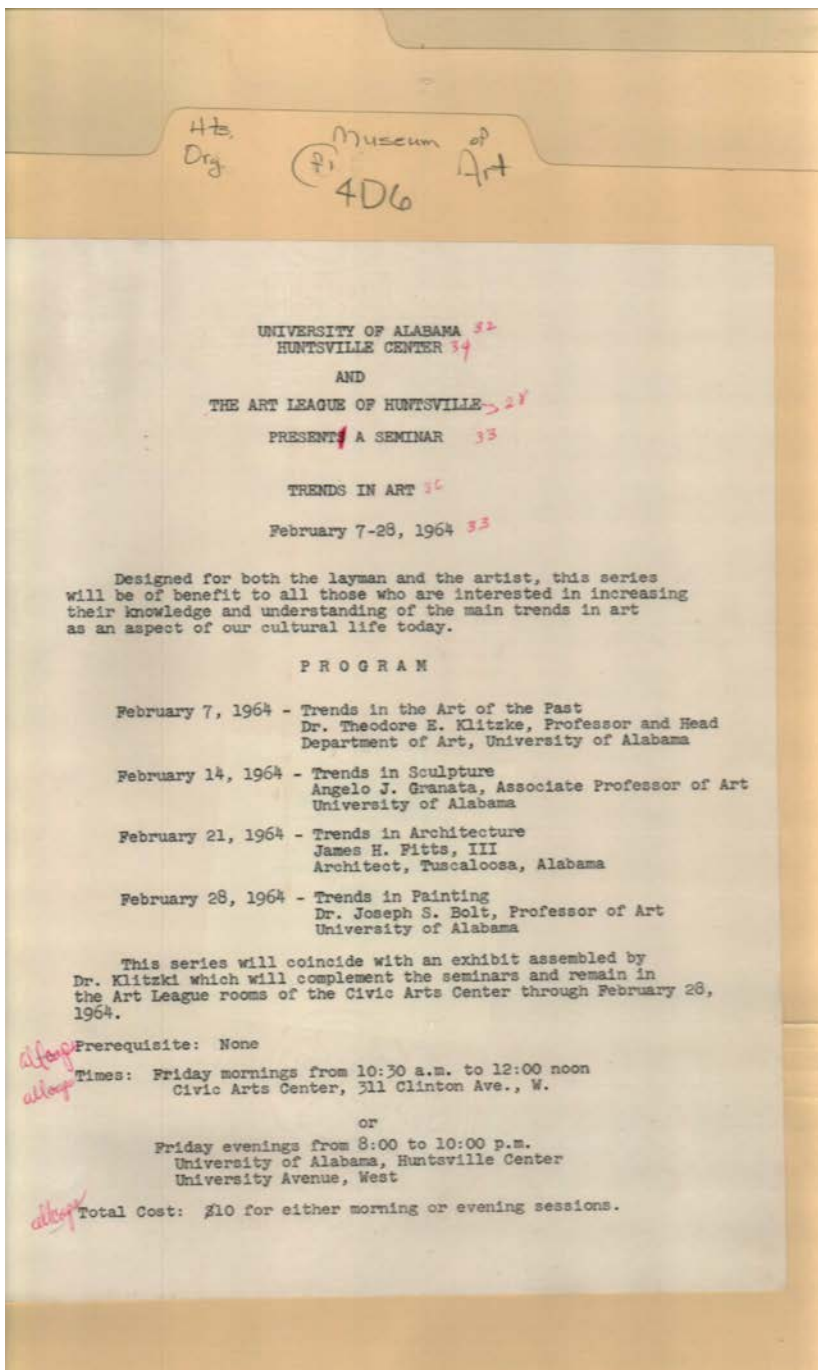 Hts. Museum of
Org. Art
4D6
UNIVERSITY OF ALABAMA 32
HUNTSVILLE CENTER 34
AND
THE ART LEAGUE OF HUNTSVILLE 28
PRESENTS A SEMINAR 33
TRENDS IN ART
February 7-28, 1964 33
Designed for both the layman and the artist, this series
will be of benefit to all those who are interested in increasing
their knowledge and understanding of the main trends in art
as an aspect of our cultural life today.
P R O G R A M
February 7, 1964 - Trends in the Art of the Past
Dr. Theodore E. Klitzke, Professor and Head
Department of Art, University of Alabama
February 14, 1964 - Trends in Sculpture
Angelo J. Granata, Associate Professor of Art
University of Alabama
February 21, 1964 - Trends in Architecture
James H. Fitts, III
Architect, Tuscaloosa, Alabama
February 28, 1964 - Trends in Painting
Dr. Joseph S. Bolt, Professor of Art
University of Alabama
This series will coincide with an exhibit assembled by
Dr. Klitzki which will complement the seminars and remain in
the Art League rooms of the Civic Arts Center through February 28,
1964.
allcaps Prerequisite: None
allcaps Times: Friday mornings from 10:30 a.m. to 12:00 noon
Civic Arts Center, 311 Clinton Ave., W.
or
Friday evenings from 8:00 to 10:00 p.m.
University of Alabama, Huntsville Center
University Avenue, West
allcaps Total Cost: $10 for either morning or evening sessions.